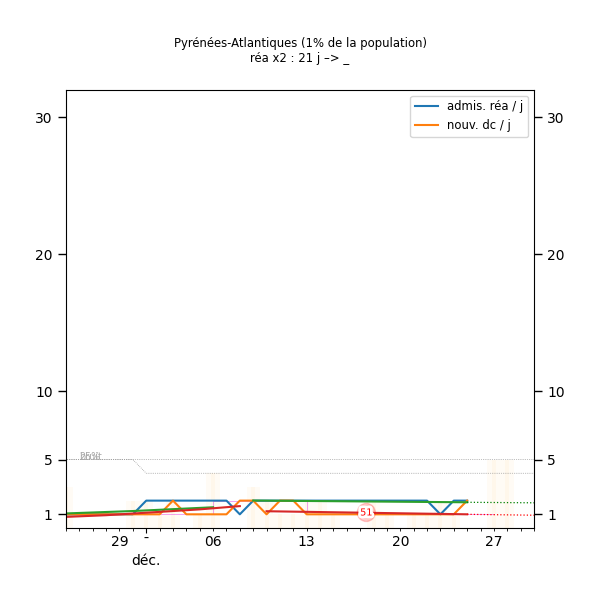 Pyrénées-Atlantiques (1% de la population)
réa x2 : 21 j –> _
admis. réa / j
nouv. dc / j
30 30
20 20
10 10
5 5
51
1 1
29 - 06 13 20 27
déc.